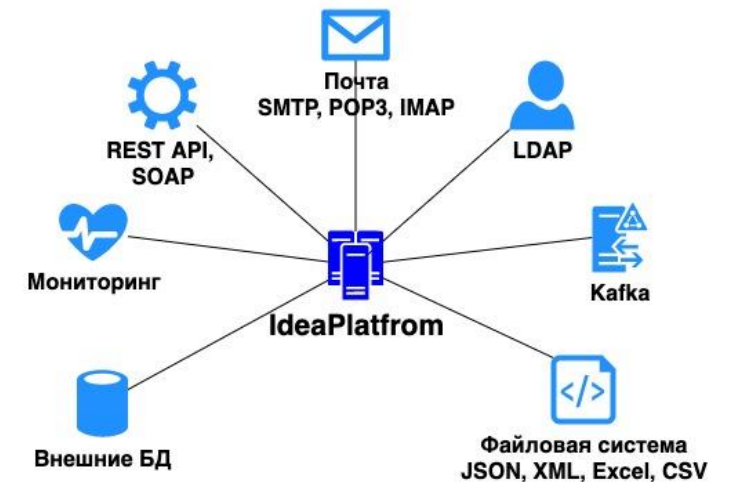 Почта
SMTP, POP3, IMAP
REST API,
SOAP
LDAP
Мониторинг
Kafka
IdeaPlatfrom
Внешние БД
Файловая система
JSON, XML, Excel, CSV